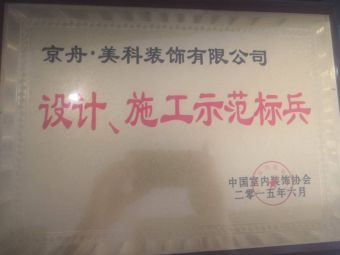 京舟·美科装饰有限公司
设计、施工示范标兵
中国室内装饰协会
二零一五年六月